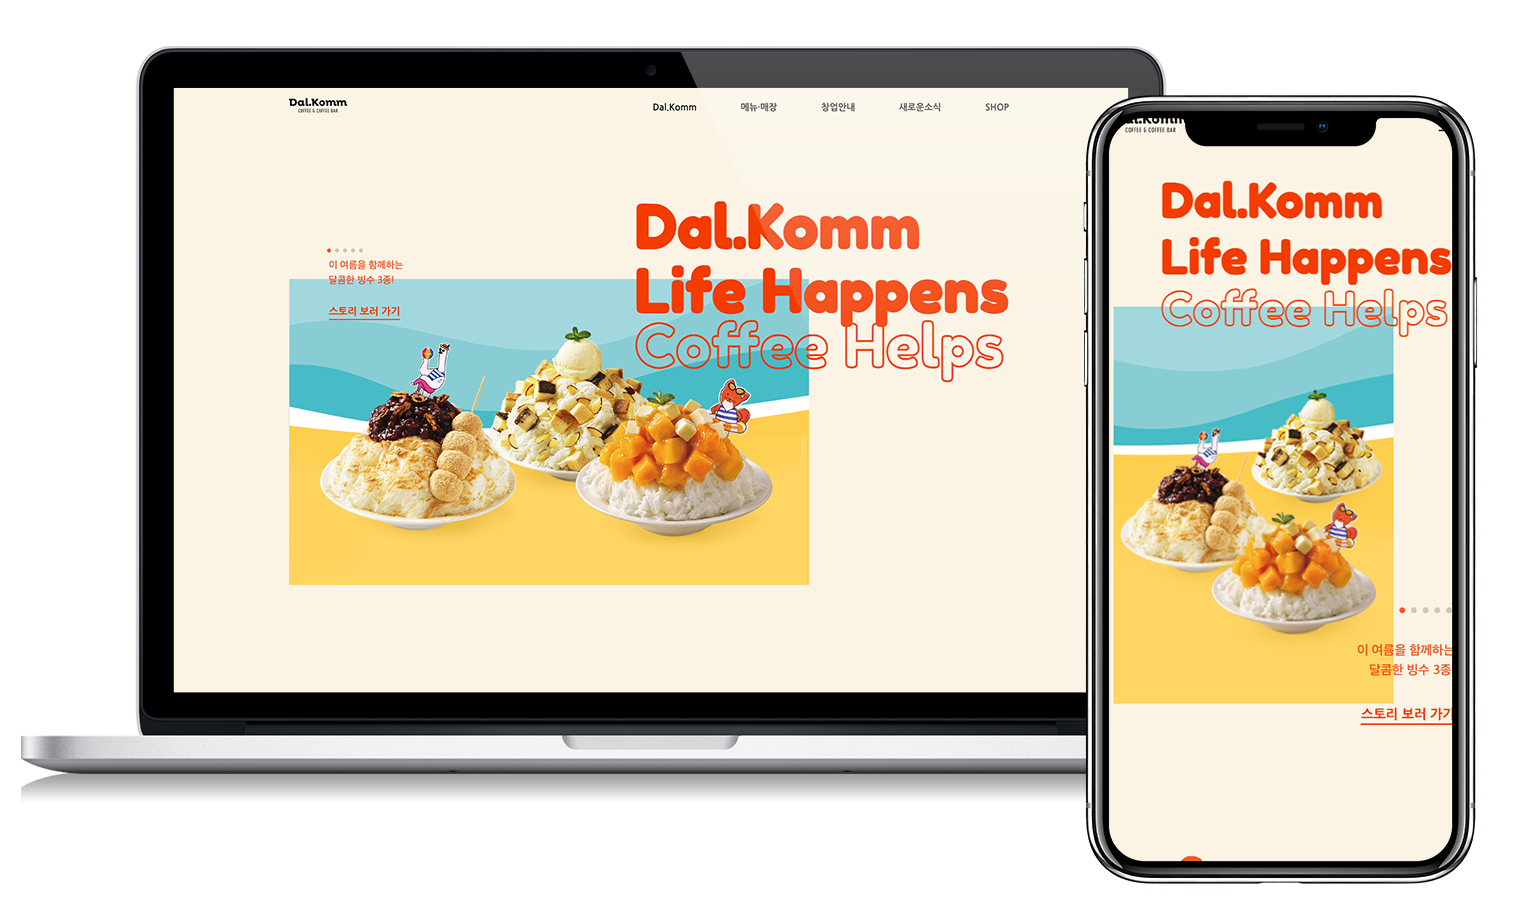 Dal.Komm
COFFEE & COFFEE BAR
Dal.Komm 메뉴·매장 창업안내 새로운소식 SHOP
Dal.Komm
Life Happens
Coffee Helps
이 여름을 함께하는
달콤한 빙수 3종!
스토리 보러 가기
Dal.Komm
COFFEE & COFFEE BAR
Dal.Komm
Life Happens
Coffee Helps
이 여름을 함께하는
달콤한 빙수 3종
스토리 보러 가기